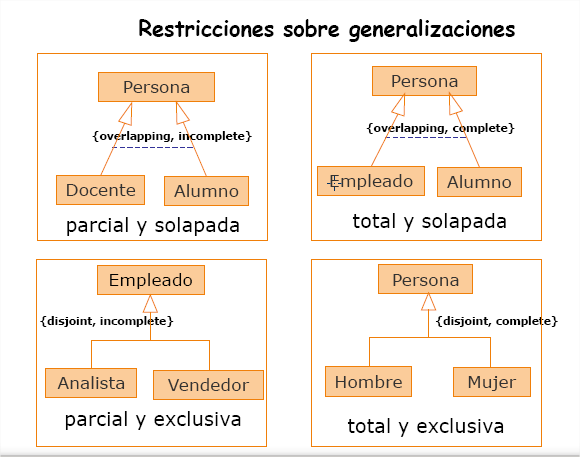 Restricciones sobre generalizaciones
Persona
{overlapping, incomplete}
Docente
Alumno
parcial y solapada
Persona
{overlapping, complete}
Empleado
Alumno
total y solapada
Empleado
{disjoint, incomplete}
Analista
Vendedor
parcial y exclusiva
Persona
{disjoint, complete}
Hombre
Mujer
total y exclusiva